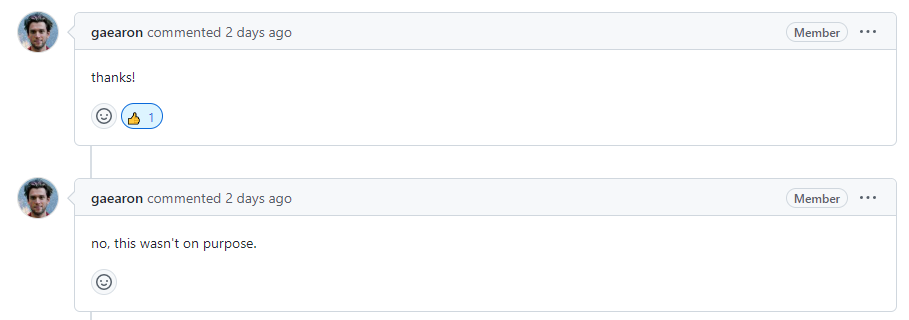 gaearon commented 2 days ago Member
thanks!
1
gaearon commented 2 days ago Member
no, this wasn't on purpose.